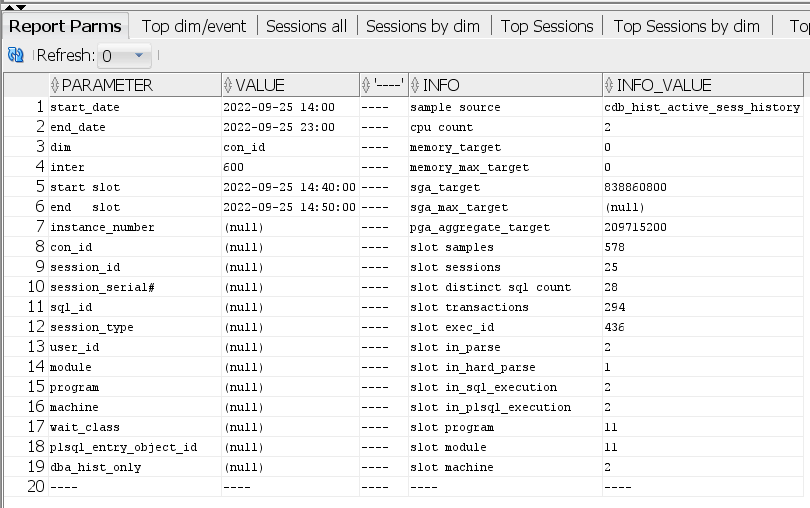 Report Parms Top dim/event Sessions all Sessions by dim Top Sessions Top Sessions by dim To
Refresh: 0
PARAMETER VALUE '----' INFO INFO_VALUE
1 start_date 2022-09-25 14:00 ---- sample source cdb_hist_active_sess_history
2 end_date 2022-09-25 23:00 ---- cpu count 2
3 dim con_id ---- memory_target 0
4 inter 600 ---- memory_max_target 0
5 start slot 2022-09-25 14:40:00 ---- sga_target 838860800
6 end slot 2022-09-25 14:50:00 ---- sga_max_target (null)
7 instance_number (null) ---- pga_aggregate_target 209715200
8 con_id (null) ---- slot samples 578
9 session_id (null) ---- slot sessions 25
10 session_serial# (null) ---- slot distinct sql count 28
11 sql_id (null) ---- slot transactions 294
12 session_type (null) ---- slot exec_id 436
13 user_id (null) ---- slot in_parse 2
14 module (null) ---- slot in_hard_parse 1
15 program (null) ---- slot in_sql_execution 2
16 machine (null) ---- slot in_plsql_execution 2
17 wait_class (null) ---- slot program 11
18 plsql_entry_object_id (null) ---- slot module 11
19 dba_hist_only (null) ---- slot machine 2
20 ---- ---- ---- ---- ----